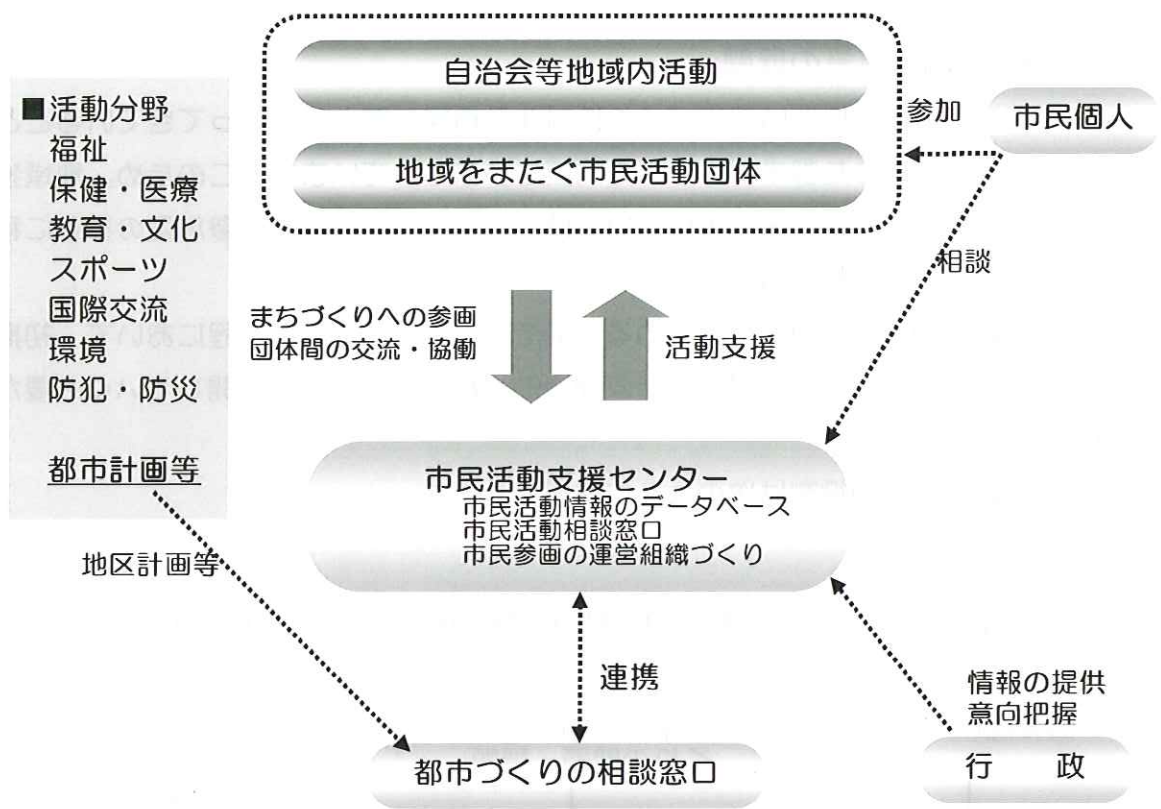 自治会等地域内活動
地域をまたぐ市民活動団体
参加
市民個人
■活動分野
福祉
保健・医療
教育・文化
スポーツ
国際交流
環境
防犯・防災
都市計画等
相談
まちづくりへの参画
団体間の交流・協働
活動支援
市民活動支援センター
市民活動情報のデータベース
市民活動相談窓口
市民参画の運営組織づくり
地区計画等
連携
情報の提供
意向把握
都市づくりの相談窓口
行　政